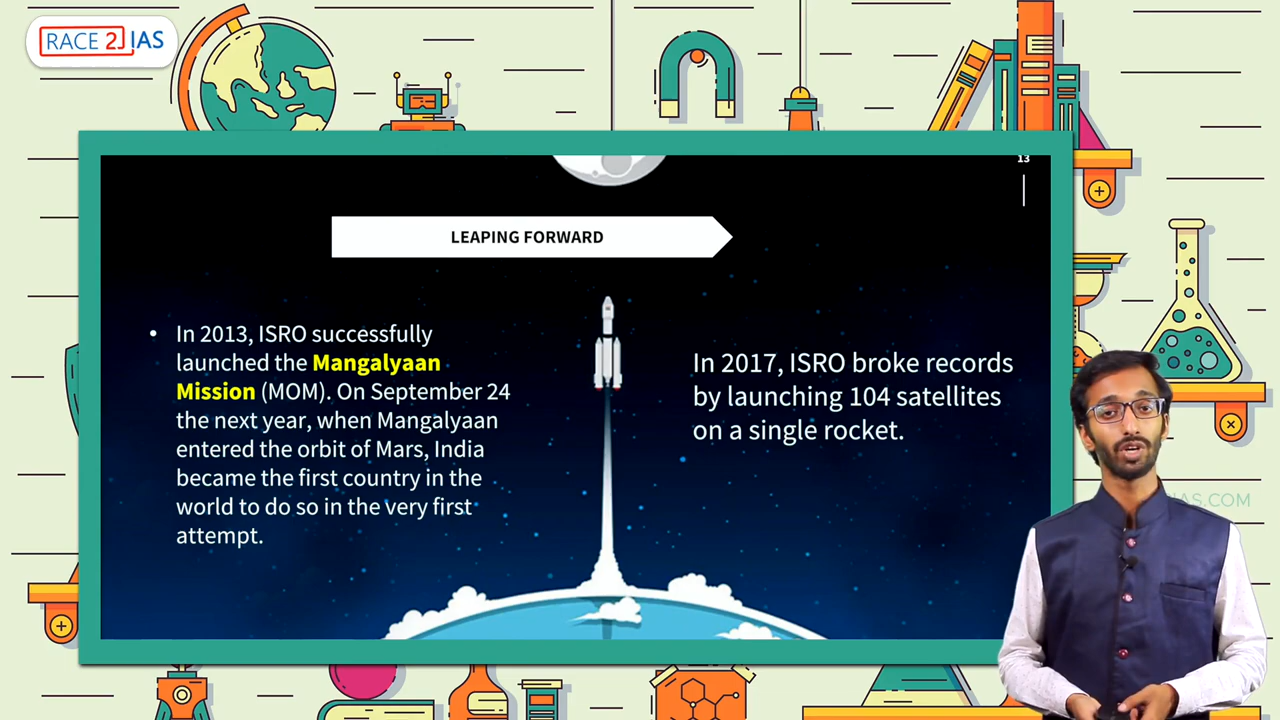 RACE 2 IAS
13
LEAPING FORWARD
• In 2013, ISRO successfully
launched the Mangalyaan
Mission (MOM). On September 24
the next year, when Mangalyaan
entered the orbit of Mars, India
became the first country in the
world to do so in the very first
attempt.
In 2017, ISRO broke records
by launching 104 satellites
on a single rocket.
IAS.COM